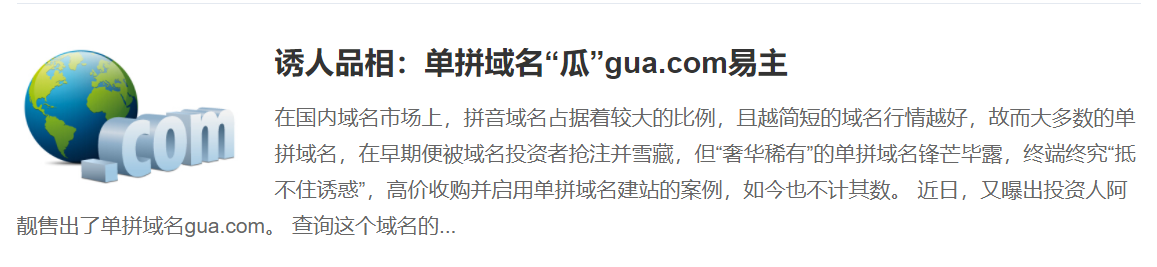 .com
诱人品相：单拼域名“瓜”gua.com易主
在国内域名市场上，拼音域名占据着较大的比例，且越简短的域名行情越好，故而大多数的单
拼域名，在早期便被域名投资者抢注并雪藏，但“奢华稀有”的单拼域名锋芒毕露，终端终究“抵
不住诱惑”，高价收购并启用单拼域名建站的案例，如今也不计其数。 近日，又曝出投资人阿
靓售出了单拼域名gua.com。 查询这个域名的...